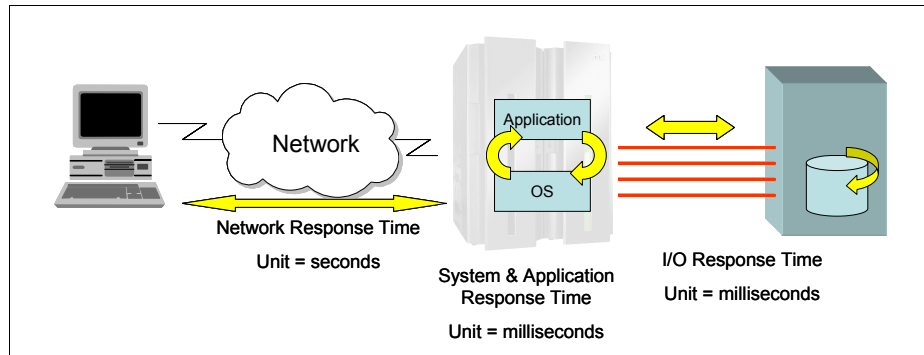 Network
Application
OS
Network Response Time
Unit = seconds
System & Application
Response Time
Unit = milliseconds
I/O Response Time
Unit = milliseconds